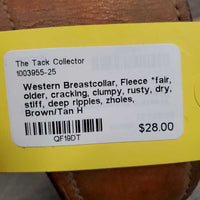 The Tack Collector
1003955-25
Western Breastcollar, Fleece *fair,
older, cracking, clumpy, rusty, dry,
stiff, deep ripples, zholes,
Brown/Tan H
QF19DT
$28.00